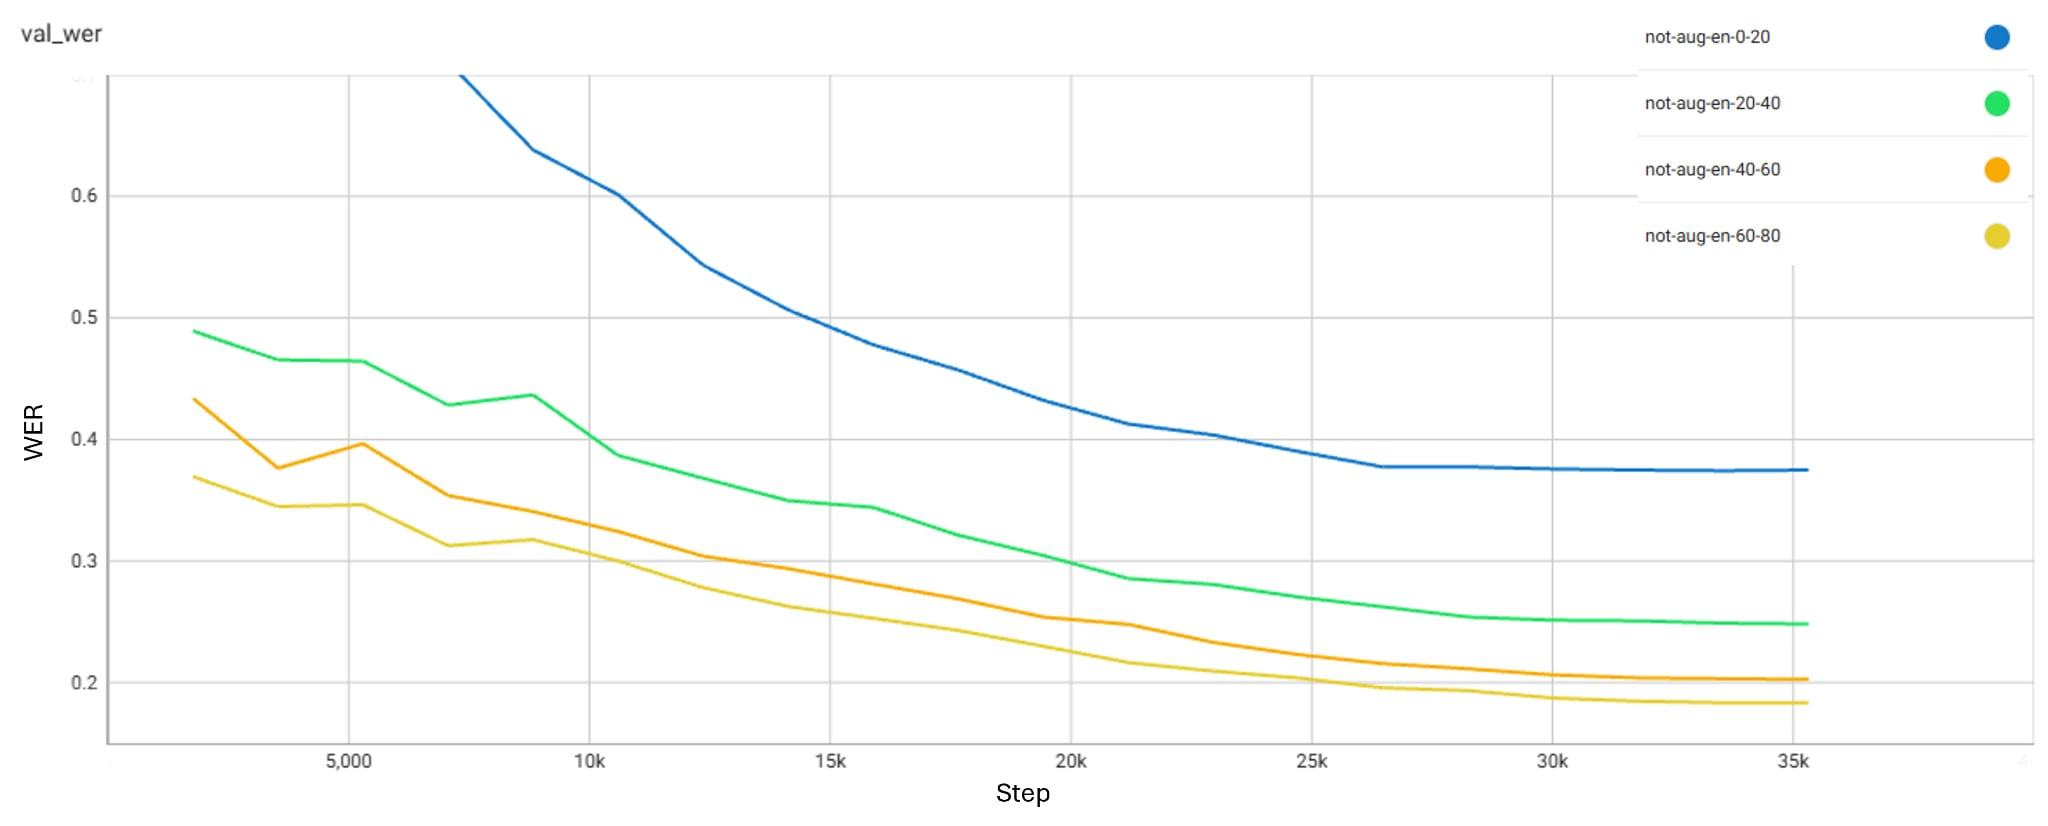 val_wer
not-aug-en-0-20
not-aug-en-20-40
not-aug-en-40-60
not-aug-en-60-80
0.6
0.5
0.4
0.3
0.2
WER
5,000 10k 15k 20k 25k 30k 35k
Step